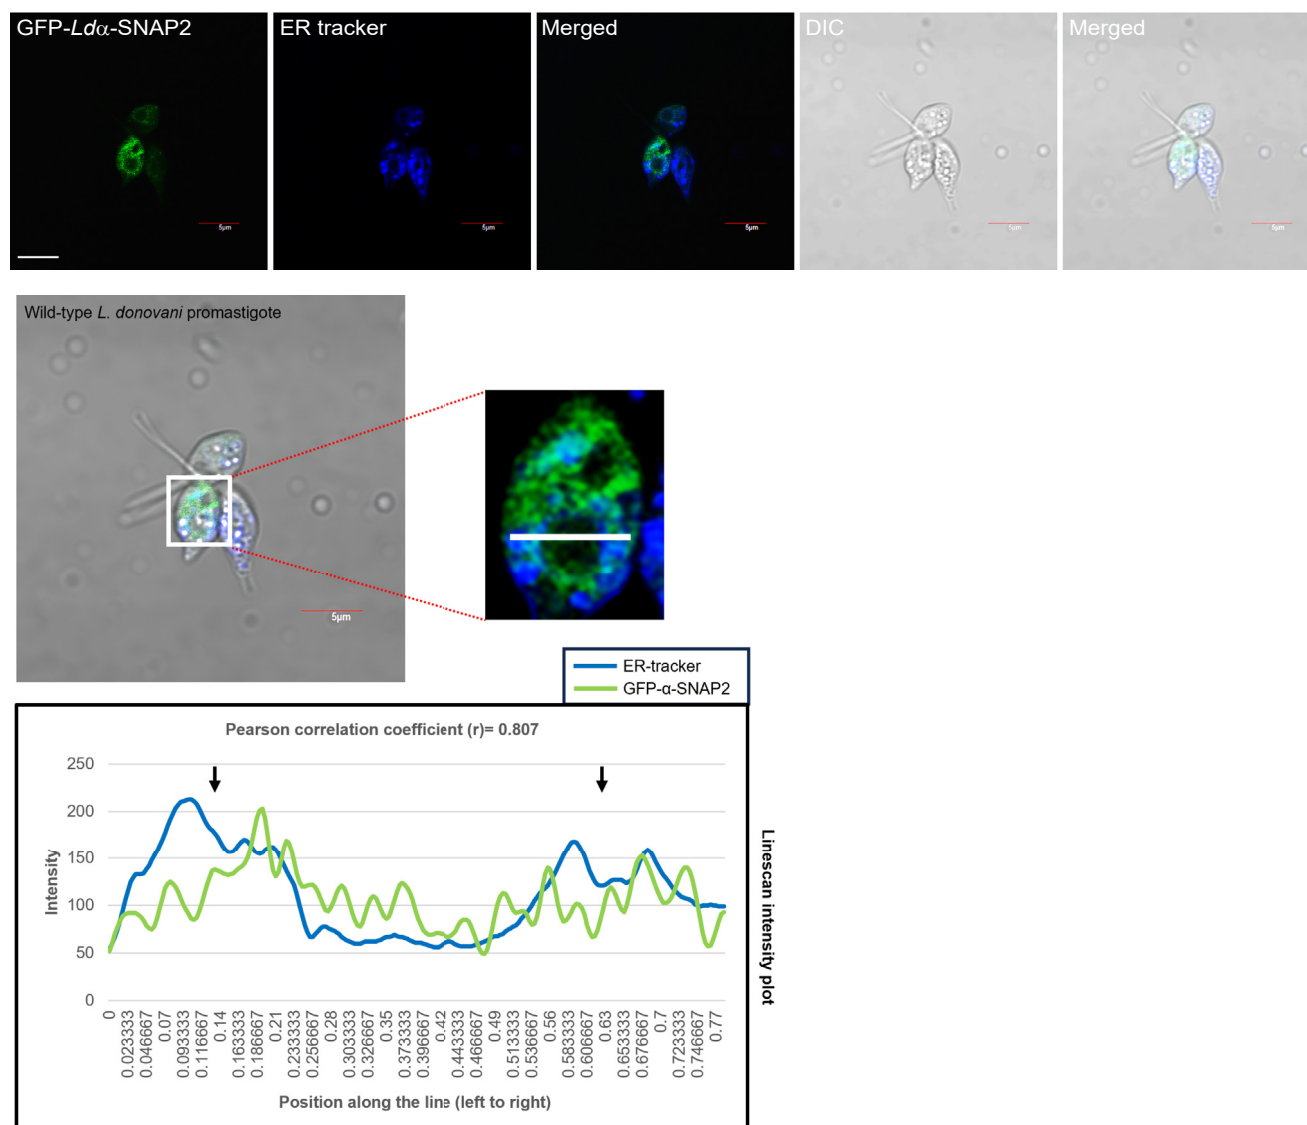 GFP-Ldα-SNAP2
ER tracker
Merged
DIC
Merged
5μm
5μm
5μm
5μm
5μm
Wild-type L. donovani promastigote
5μm
ER-tracker
GFP-α-SNAP2
Pearson correlation coefficient (r)= 0.807
250
200
150
100
50
0
Intensity
0
0.023333
0.046667
0.07
0.093333
0.116667
0.14
0.163333
0.186667
0.21
0.233333
0.256667
0.28
0.303333
0.326667
0.35
0.373333
0.396667
0.42
0.443333
0.466667
0.49
0.513333
0.536667
0.56
0.583333
0.606667
0.63
0.653333
0.676667
0.7
0.723333
0.746667
0.77
Position along the line (left to right)
Linescan intensity plot